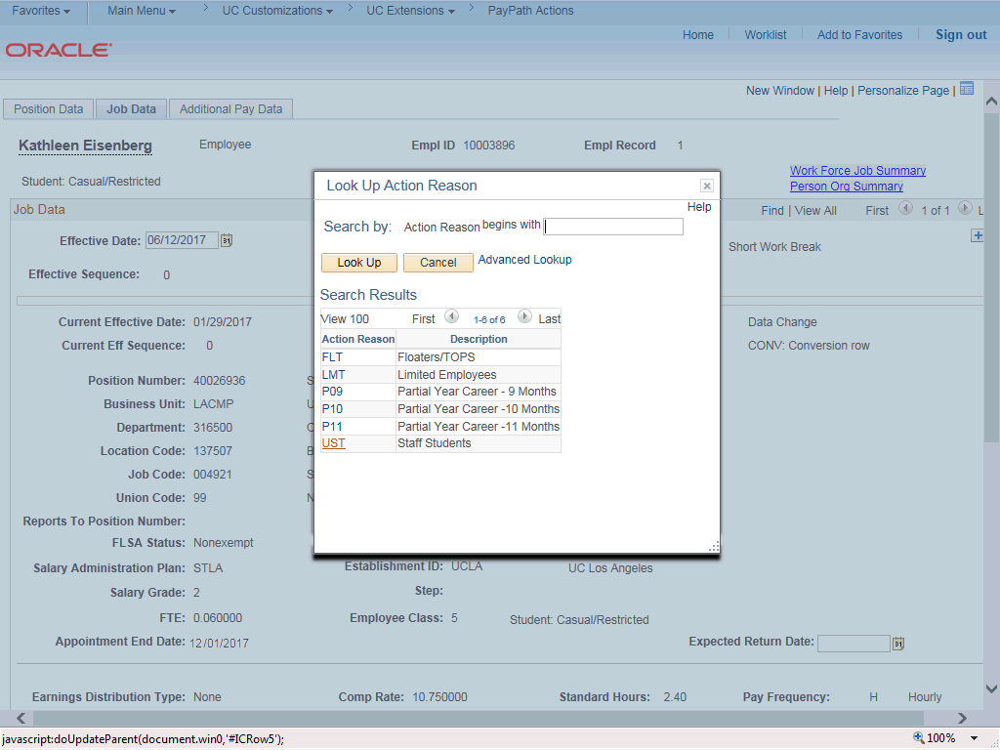 Favorites Main Menu > UC Customizations > UC Extensions > PayPath Actions
Home Worklist Add to Favorites Sign out
ORACLE
New Window | Help | Personalize Page |
Position Data Job Data Additional Pay Data
Kathleen Eisenberg Employee Empl ID 10003896 Empl Record 1
Student: Casual/Restricted
Work Force Job Summary
Person Org Summary
Job Data Find | View All First 1 of 1 L
Effective Date: 06/12/2017 31
Short Work Break
Effective Sequence: 0
Look Up Action Reason
Help
Search by: Action Reason begins with
Look Up Cancel Advanced Lookup
Search Results
View 100 First 1-6 of 6 Last
Action Reason Description
FLT Floaters/TOPS
LMT Limited Employees
P09 Partial Year Career - 9 Months
P10 Partial Year Career -10 Months
P11 Partial Year Career -11 Months
UST Staff Students
Current Effective Date: 01/29/2017 Data Change
Current Eff Sequence: 0 CONV: Conversion row
Position Number: 40026936 S
Business Unit: LACMP U
Department: 316500
Location Code: 137507 B
Job Code: 004921 S
Union Code: 99 N
Reports To Position Number:
FLSA Status: Nonexempt
Salary Administration Plan: STLA Establishment ID: UCLA UC Los Angeles
Salary Grade: 2 Step:
FTE: 0.060000 Employee Class: 5 Student: Casual/Restricted
Appointment End Date: 12/01/2017 Expected Return Date: 31
Earnings Distribution Type: None Comp Rate: 10.750000 Standard Hours: 2.40 Pay Frequency: H Hourly
javascript:doUpdateParent(document.win0,'#ICRow5'); 100%